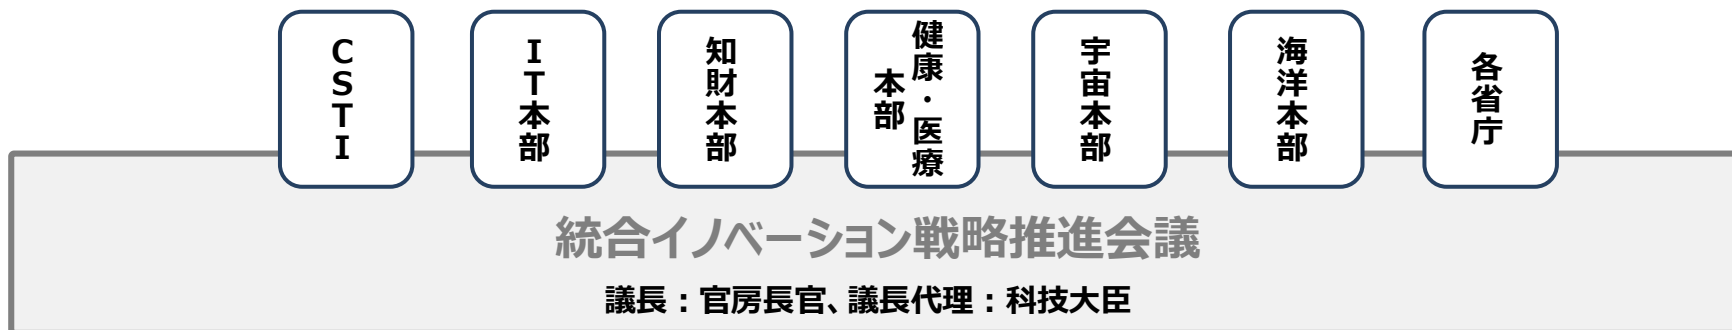 CSTI
IT本部
知財本部
健康・医療
本部
宇宙本部
海洋本部
各省庁
統合イノベーション戦略推進会議
議長：官房長官、議長代理：科技大臣